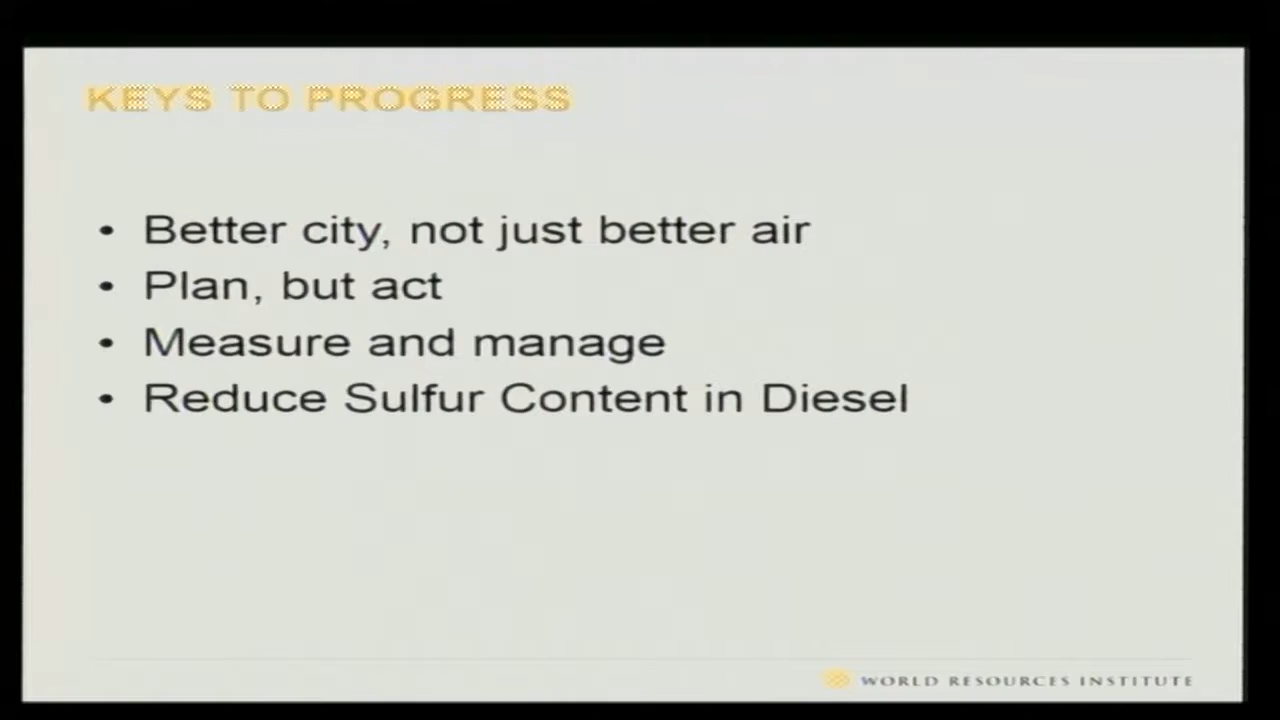 KEYS TO PROGRESS
• Better city, not just better air
• Plan, but act
• Measure and manage
• Reduce Sulfur Content in Diesel
WORLD RESOURCES INSTITUTE